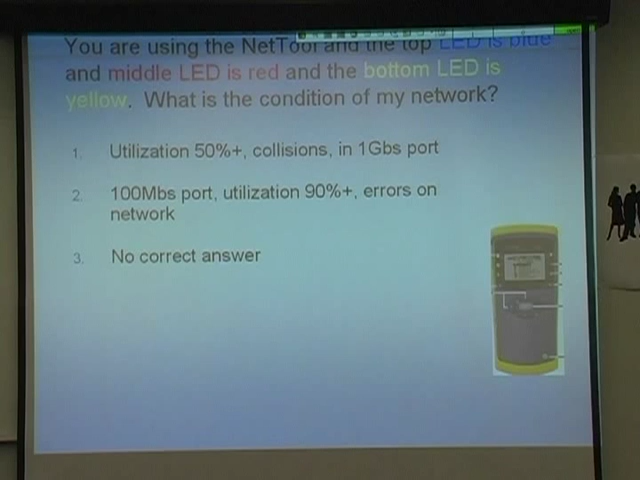 You are using the NetTool and the top LED is blue
and middle LED is red and the bottom LED is
yellow. What is the condition of my network?
1. Utilization 50%+, collisions, in 1Gbs port
2. 100Mbs port, utilization 90%+, errors on
network
3. No correct answer